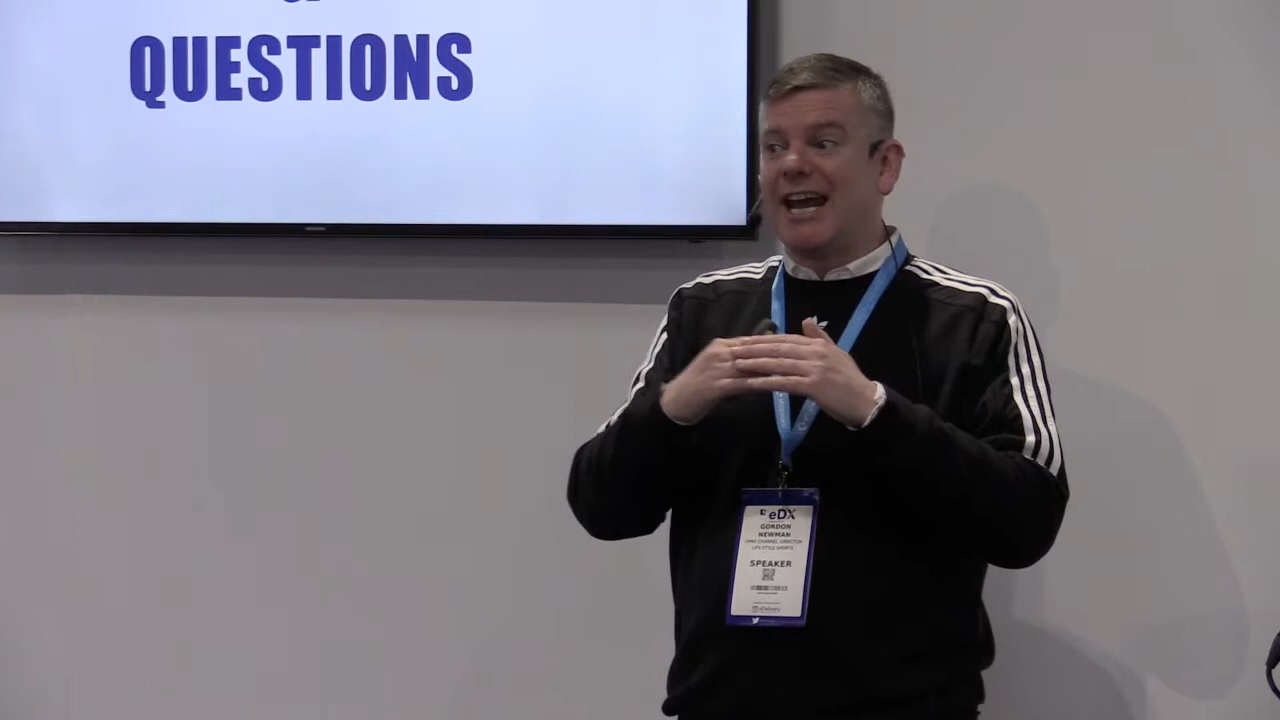 QUESTIONS
eDX
GORDON
NEWMAN
OMNI CHANNEL DIRECTOR
LIFE STYLE SPORTS
SPEAKER